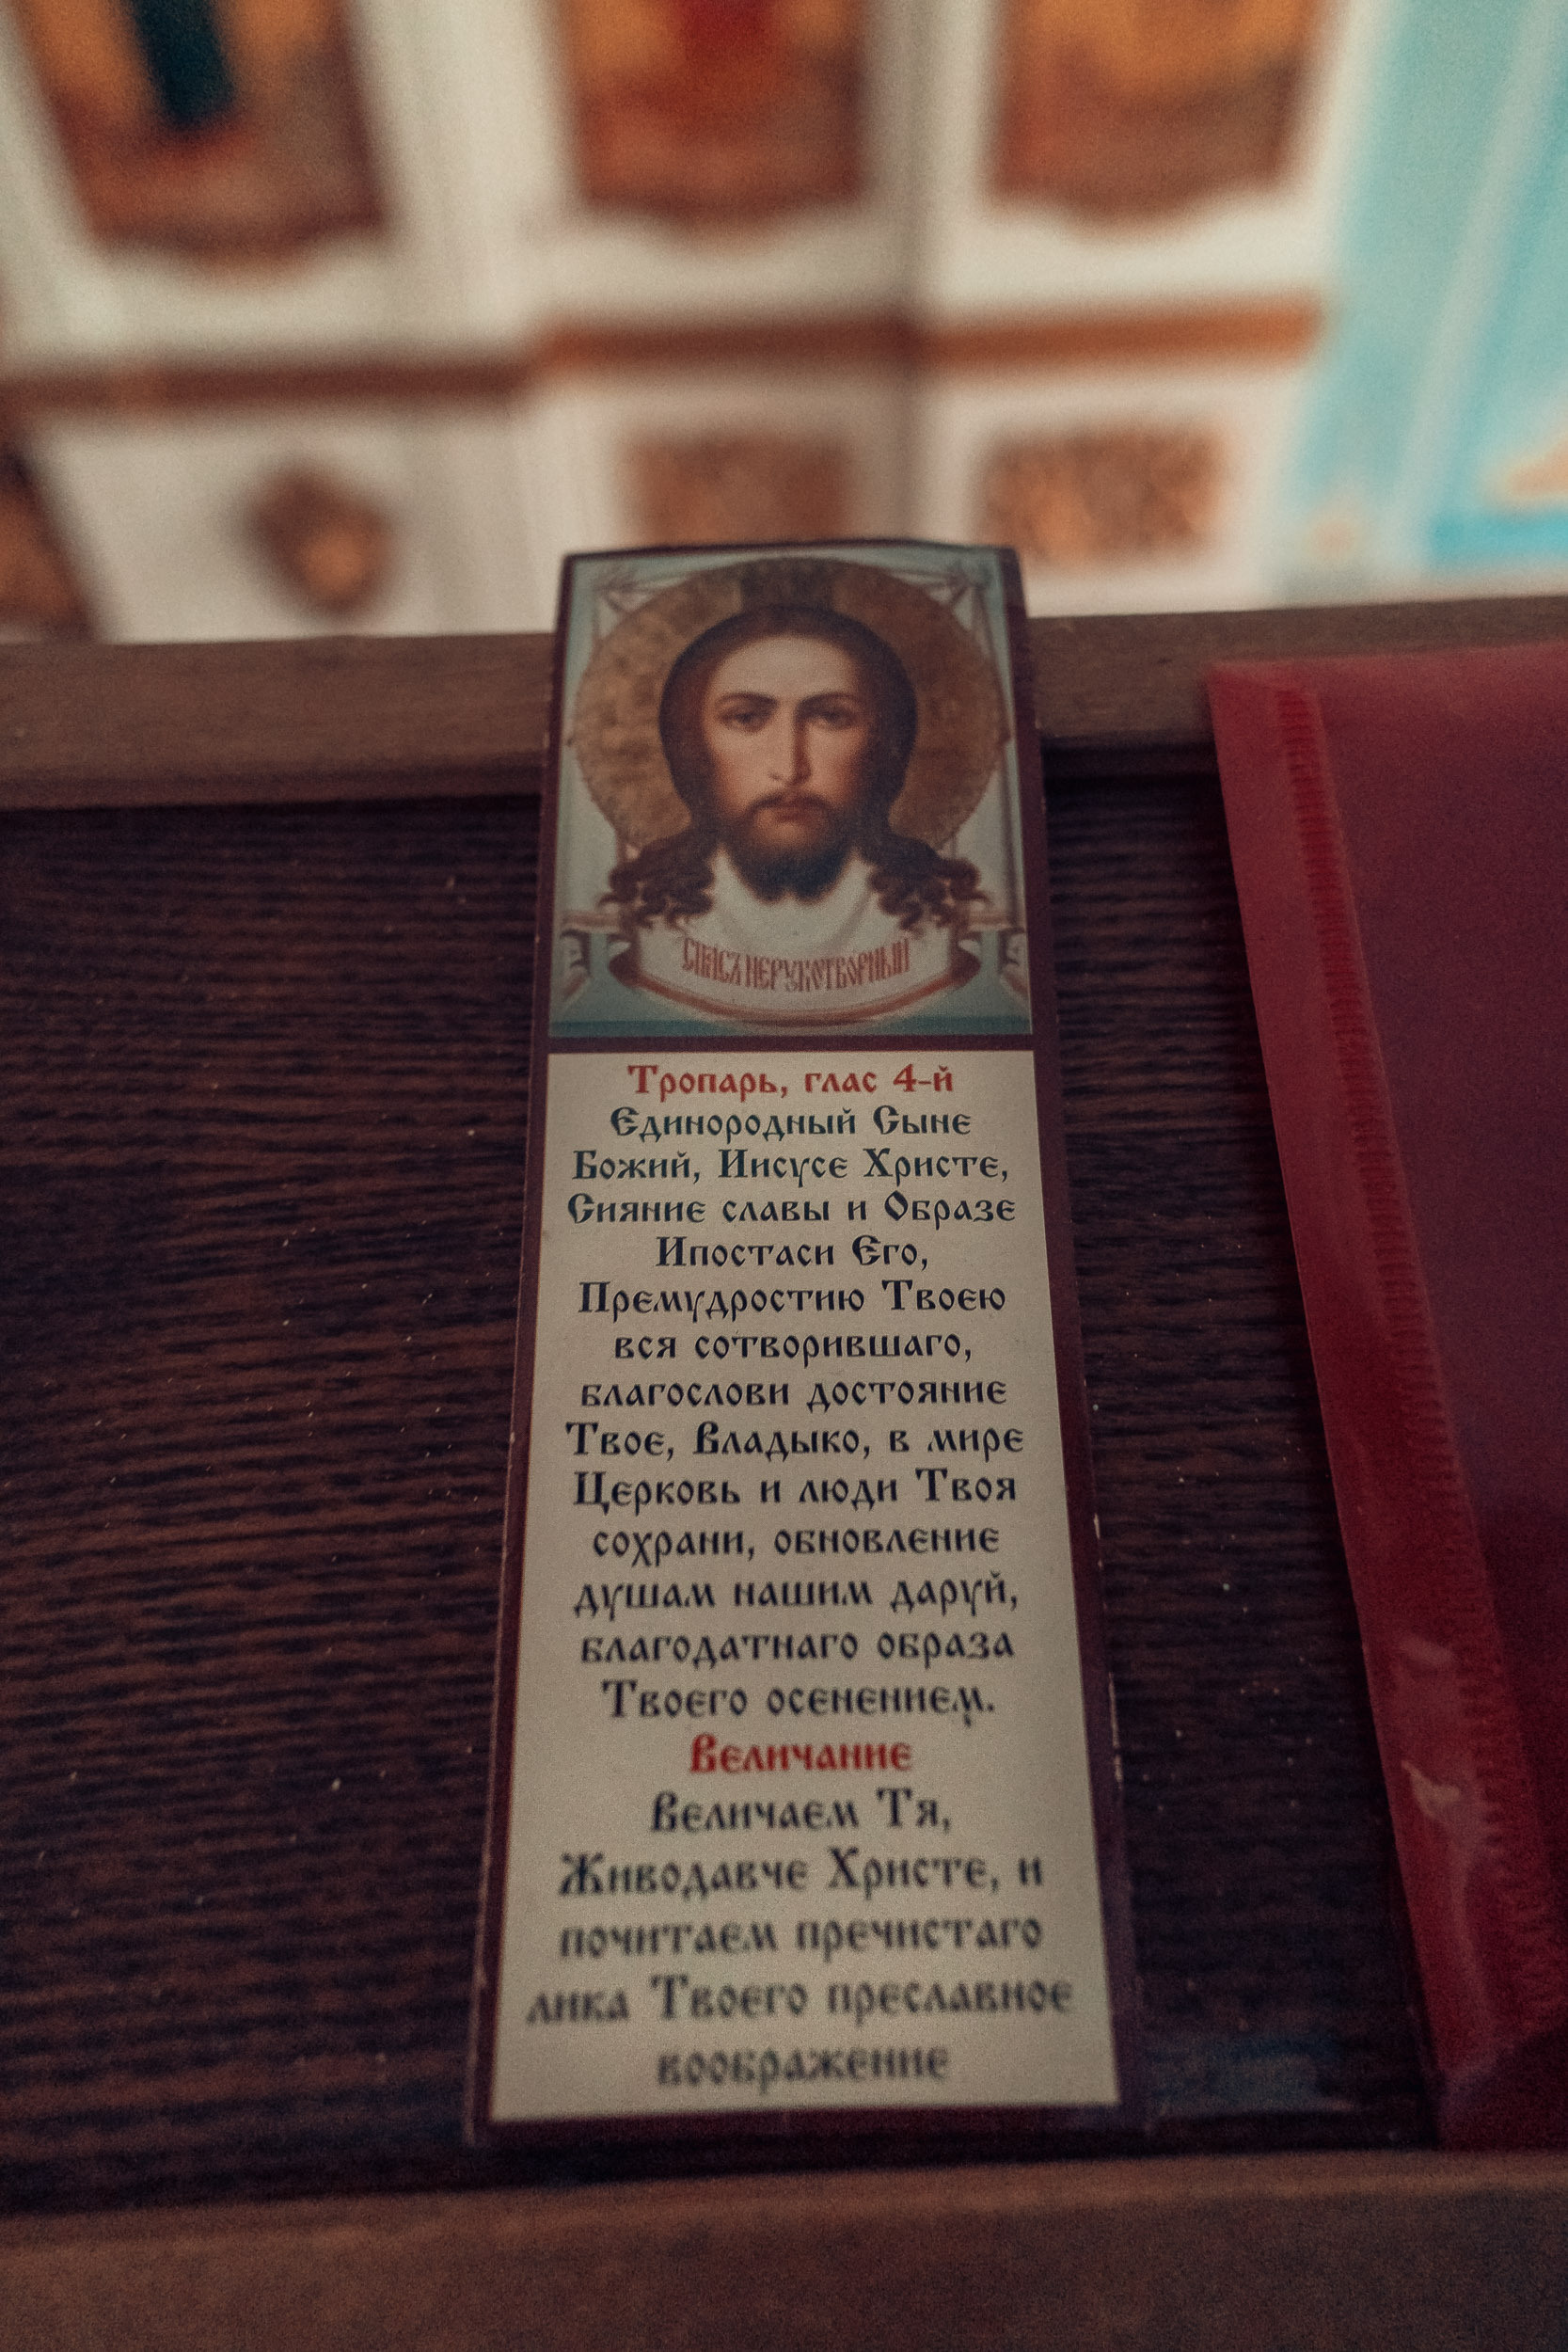 СПАСЪ НЕРУКОТВОРНЫЙ
Тропарь, глас 4-й
Единородный Сыне
Божий, Иисусе Христе,
Сияние славы и Образе
Ипостаси Его,
Премудростию Твоею
вся сотворившаго,
благослови достояние
Твое, Владыко, в мире
Церковь и люди Твоя
сохрани, обновление
душам нашим даруй,
благодатнаго образа
Твоего осенением.
Величание
Величаем Тя,
Живодавче Христе, и
почитаем пречистаго
лика Твоего преславное
воображение